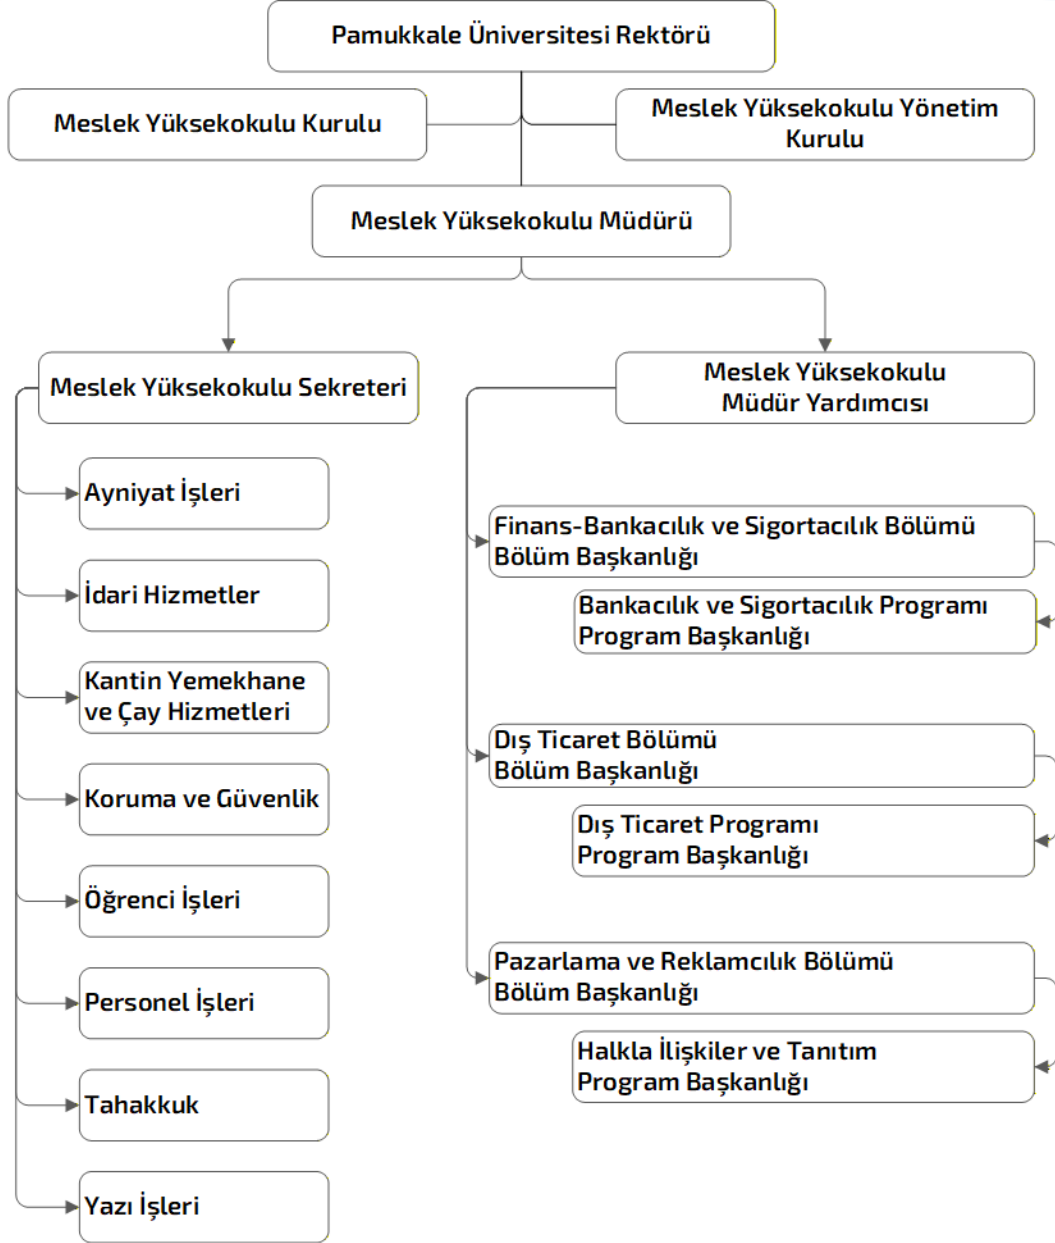 Pamukkale Üniversitesi Rektörü
Meslek Yüksekokulu Kurulu
Meslek Yüksekokulu Yönetim
Kurulu
Meslek Yüksekokulu Müdürü
Meslek Yüksekokulu Sekreteri
Ayniyat İşleri
İdari Hizmetler
Kantin Yemekhane
ve Çay Hizmetleri
Koruma ve Güvenlik
Öğrenci İşleri
Personel İşleri
Tahakkuk
Yazı İşleri
Meslek Yüksekokulu
Müdür Yardımcısı
Finans-Bankacılık ve Sigortacılık Bölümü
Bölüm Başkanlığı
Bankacılık ve Sigortacılık Programı
Program Başkanlığı
Dış Ticaret Bölümü
Bölüm Başkanlığı
Dış Ticaret Programı
Program Başkanlığı
Pazarlama ve Reklamcılık Bölümü
Bölüm Başkanlığı
Halkla İlişkiler ve Tanıtım
Program Başkanlığı